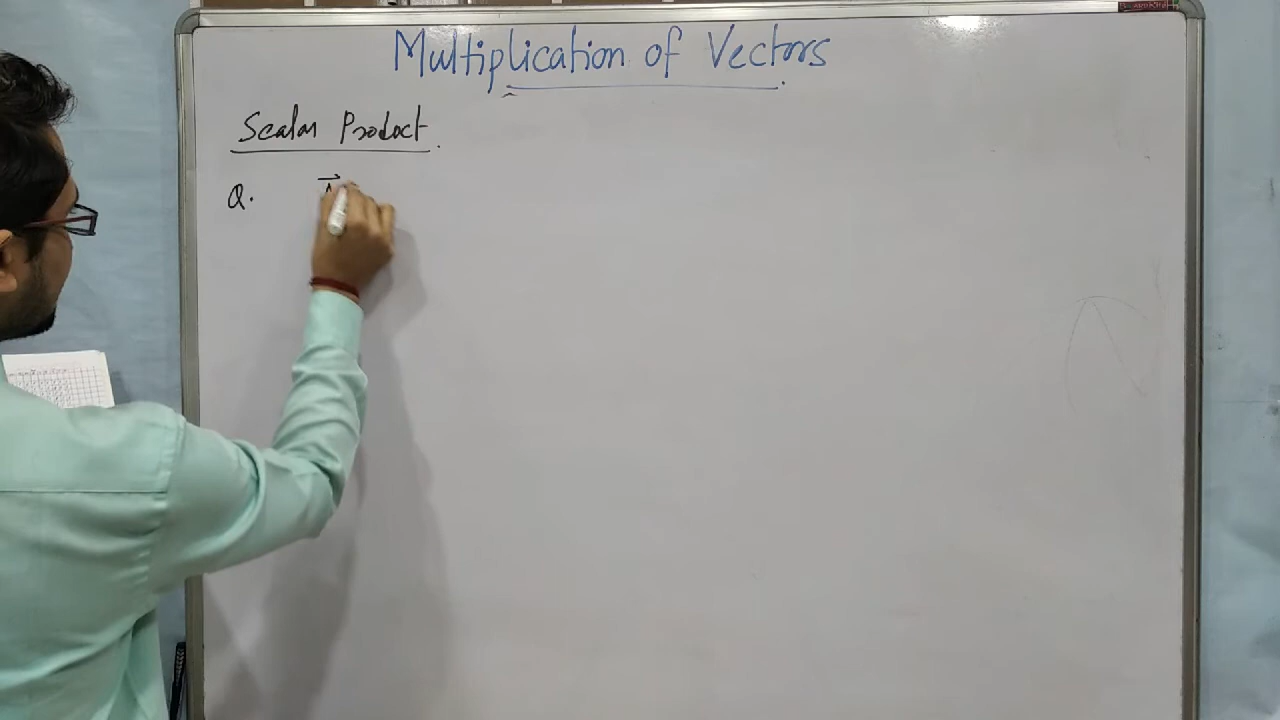 Multiplication of Vectors
Scalar Product.
Q. A